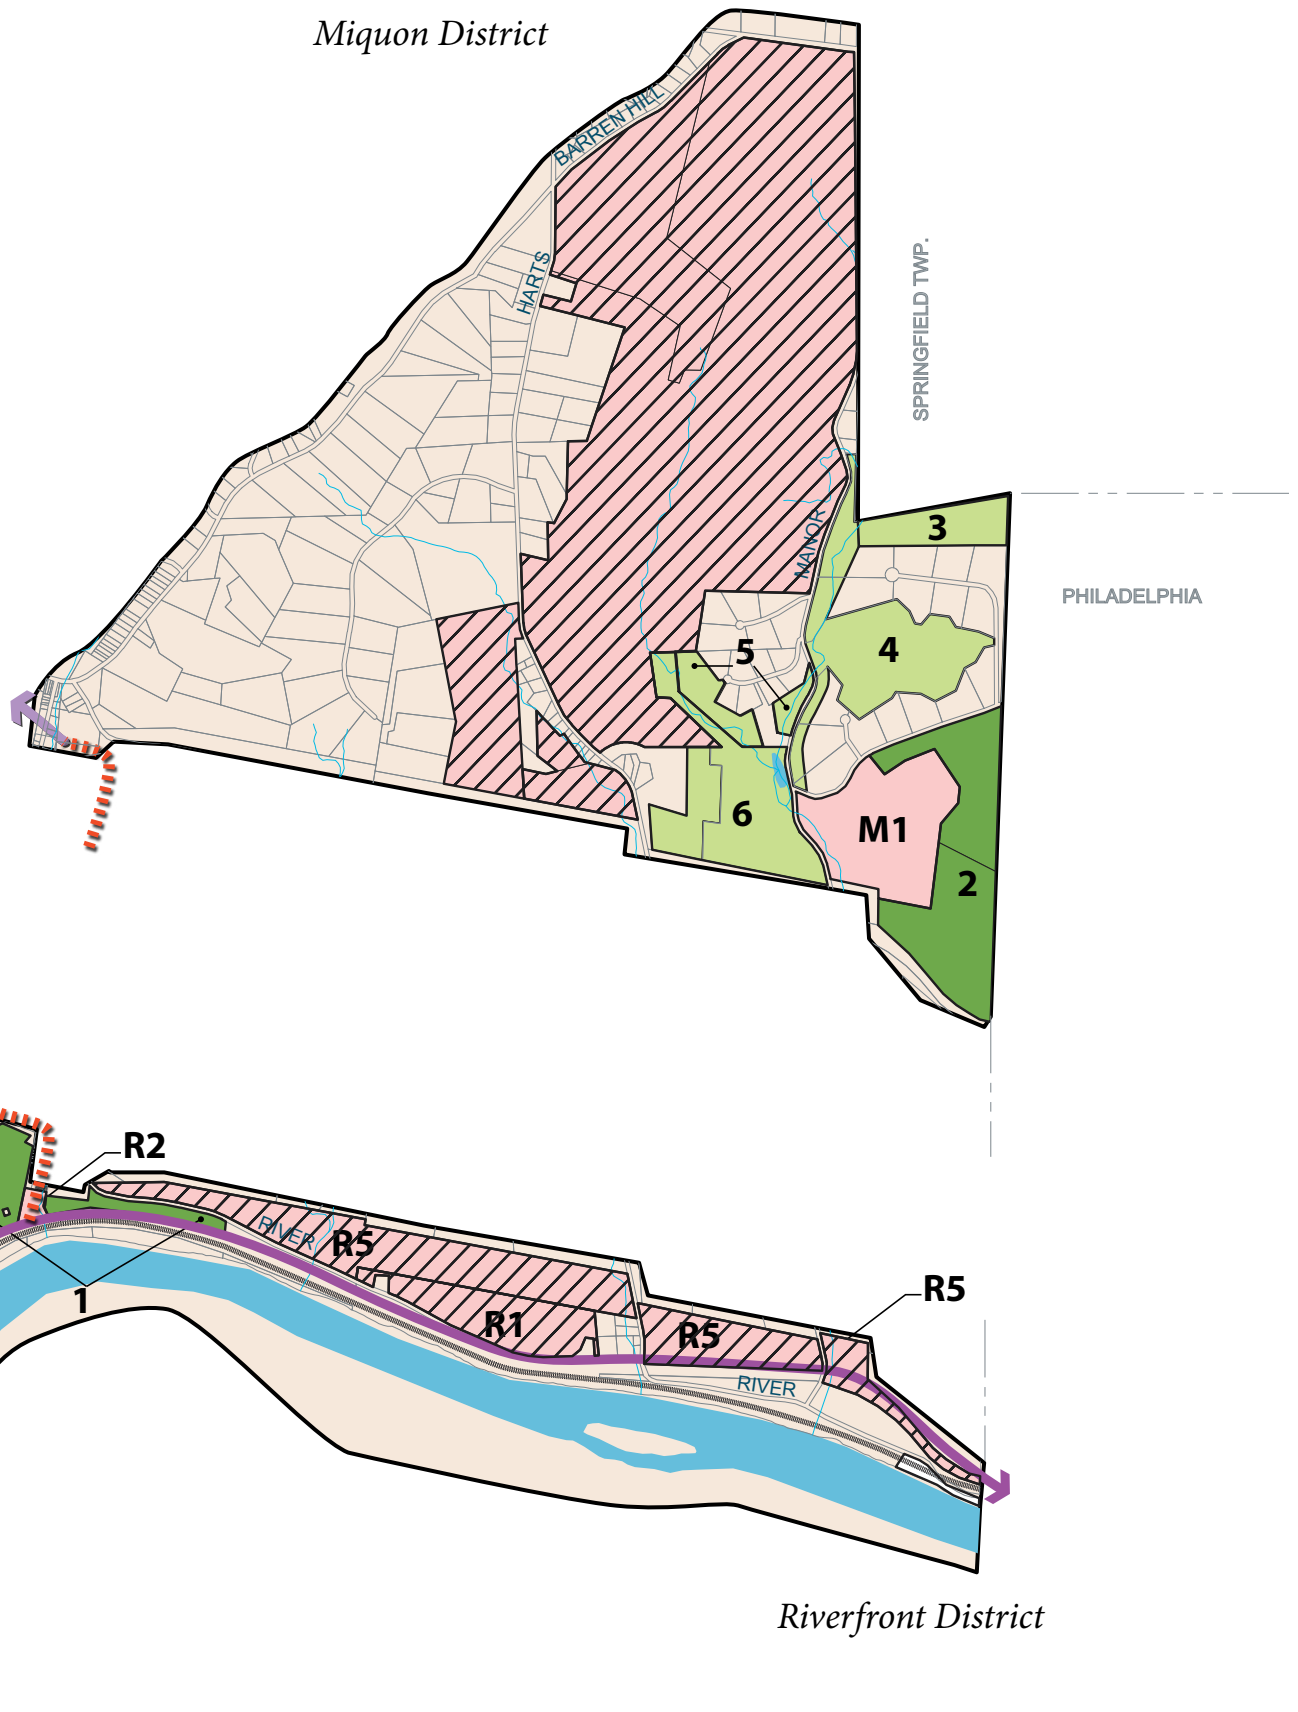 Miquon District
BARREN HILL
HARTS
SPRINGFIELD TWP.
MANOR
3
PHILADELPHIA
5
4
6
M1
2
R2
RIVER
R5
1
R1
R5
R5
RIVER
Riverfront District